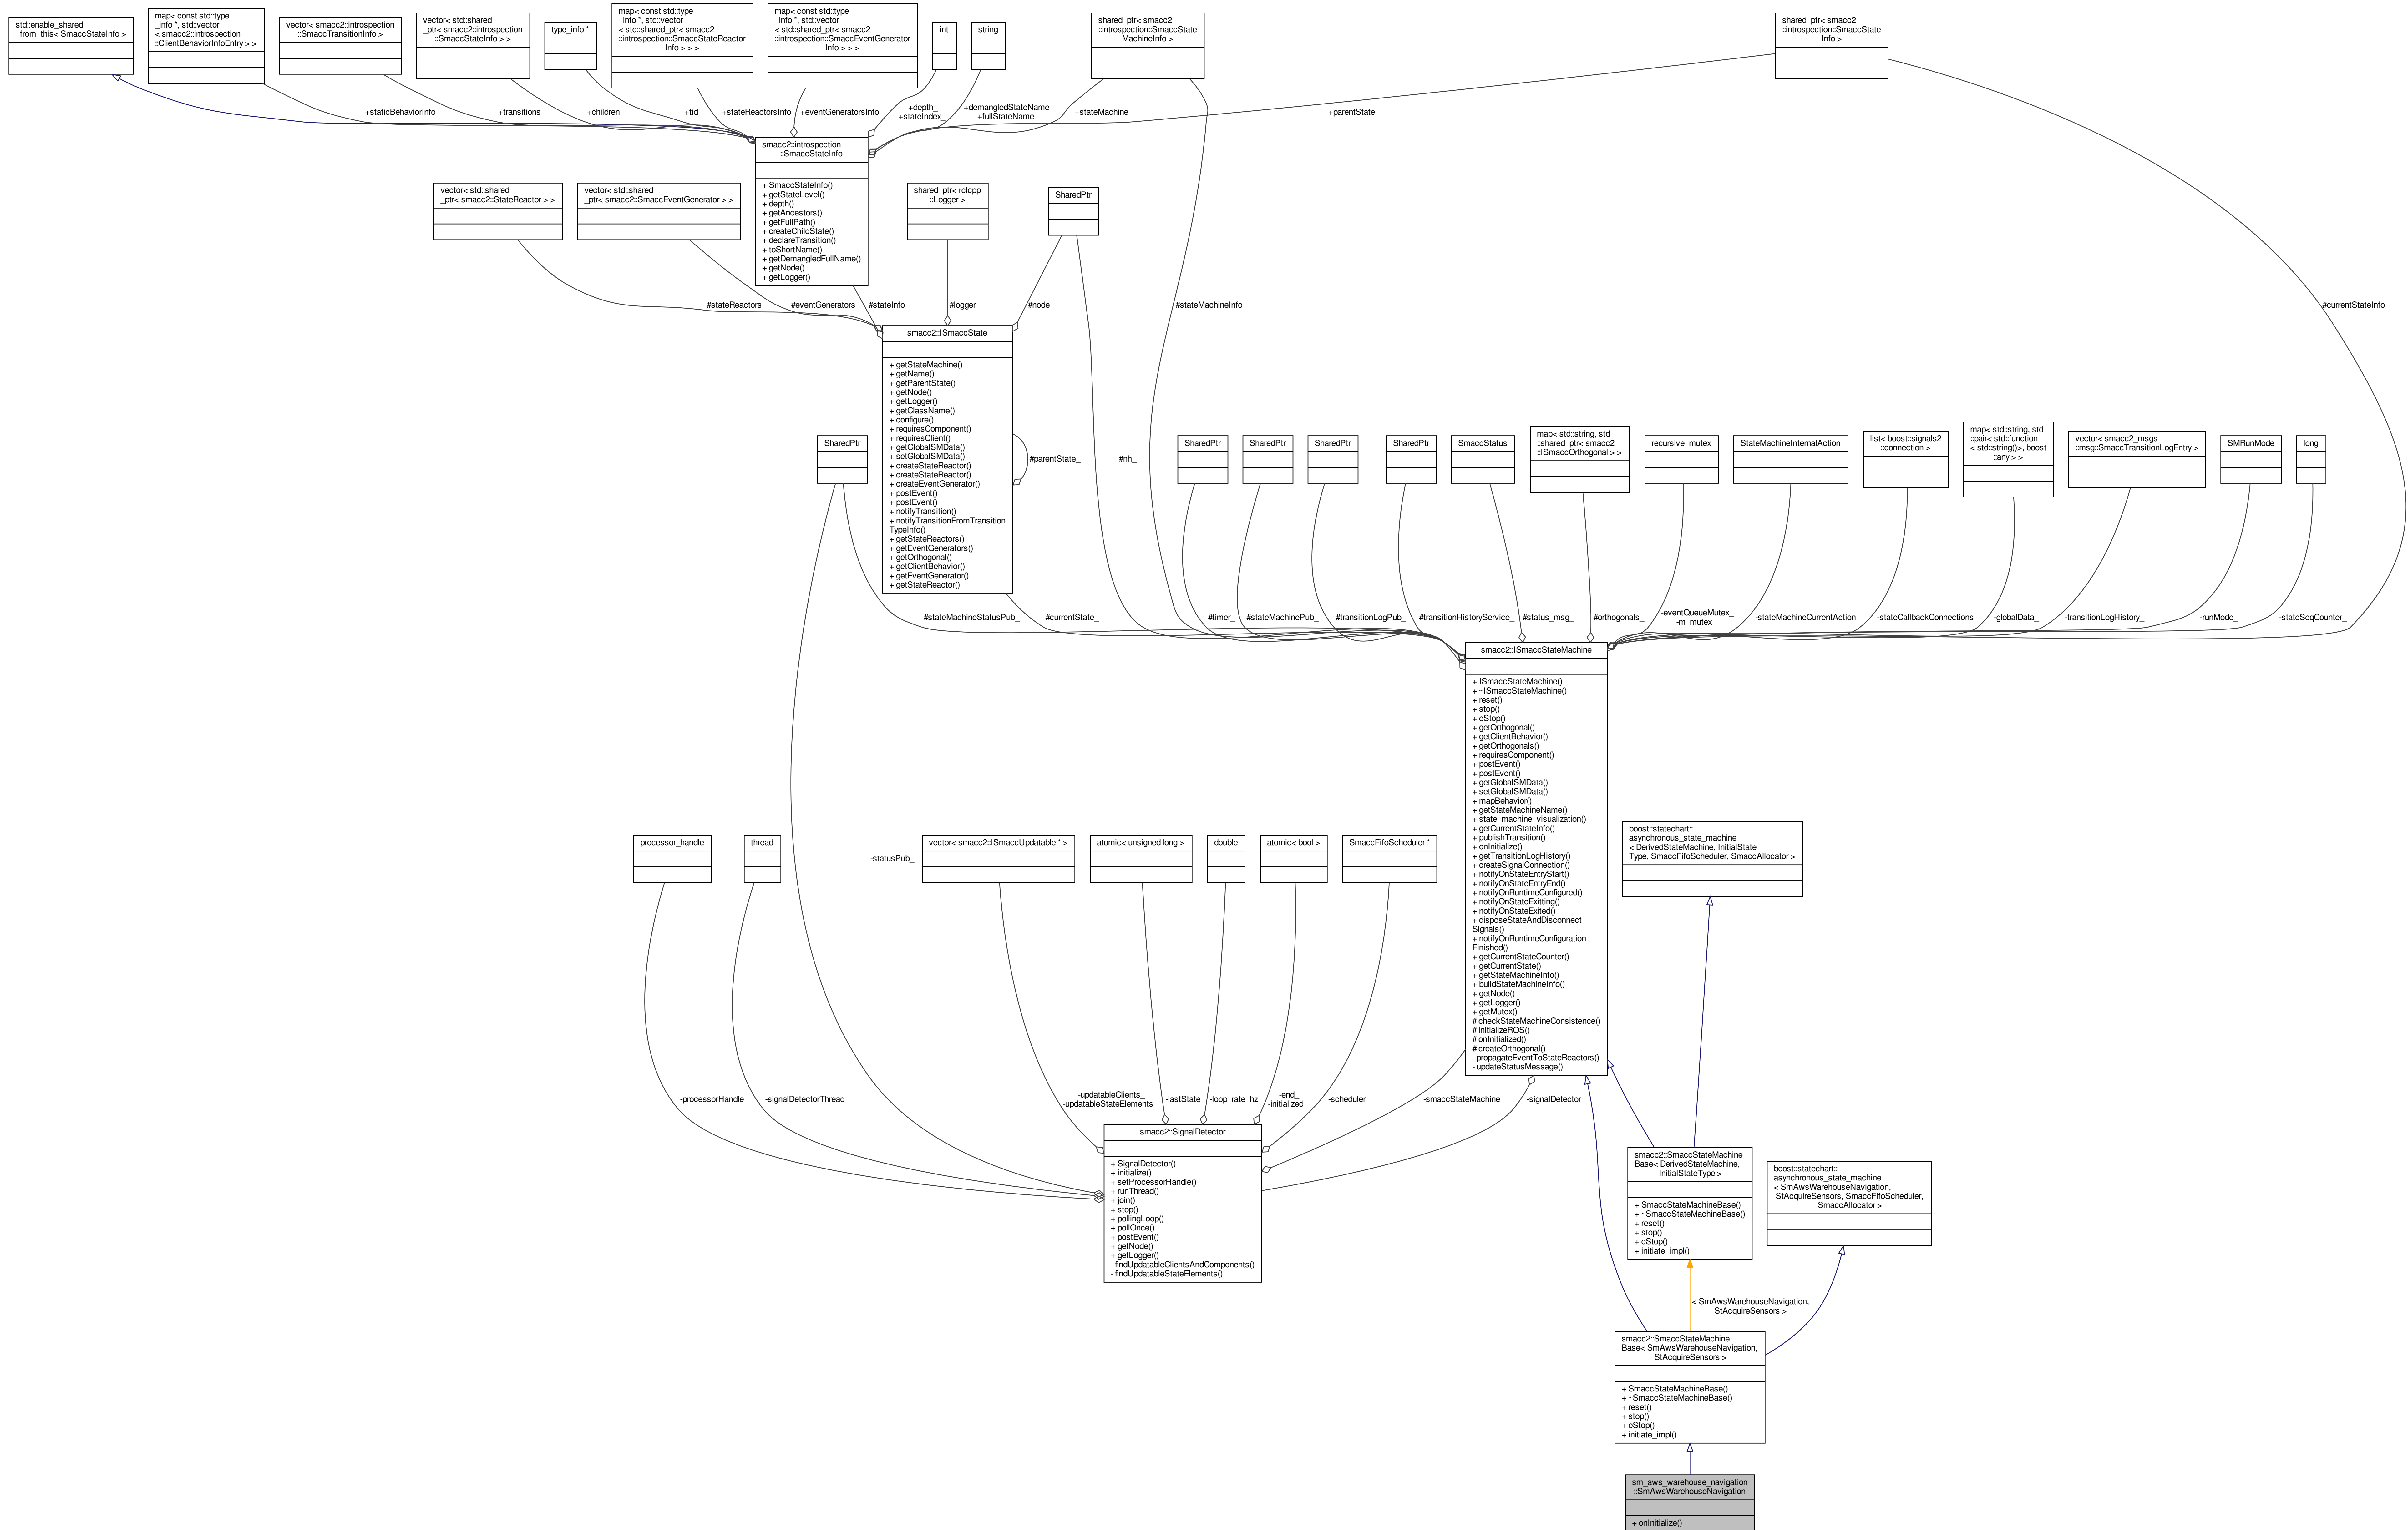 std::enable_shared
_from_this< SmaccStateInfo >
map< const std::type
_info *, std::vector
< smacc2::introspection
::ClientBehaviorInfoEntry > >
vector< smacc2::introspection
::SmaccTransitionInfo >
vector< std::shared
_ptr< smacc2::introspection
::SmaccStateInfo > >
type_info *
map< const std::type
_info *, std::vector
< std::shared_ptr< smacc2
::introspection::SmaccStateReactor
Info > > >
map< const std::type
_info *, std::vector
< std::shared_ptr< smacc2
::introspection::SmaccEventGenerator
Info > > >
int
string
shared_ptr< smacc2
::introspection::SmaccState
MachineInfo >
shared_ptr< smacc2
::introspection::SmaccState
Info >
+staticBehaviorInfo
+transitions_
+children_
+tid_
+stateReactorsInfo
+eventGeneratorsInfo
+depth_
+stateIndex_
+demangledStateName
+fullStateName
+stateMachine_
+parentState_
smacc2::introspection
::SmaccStateInfo
+ SmaccStateInfo()
+ getStateLevel()
+ depth()
+ getAncestors()
+ getFullPath()
+ createChildState()
+ declareTransition()
+ toShortName()
+ getDemangledFullName()
+ getNode()
+ getLogger()
vector< std::shared
_ptr< smacc2::StateReactor > >
vector< std::shared
_ptr< smacc2::SmaccEventGenerator > >
shared_ptr< rclcpp
::Logger >
SharedPtr
#stateReactors_
#eventGenerators_
#stateInfo_
#logger_
#node_
#stateMachineInfo_
#currentStateInfo_
smacc2::ISmaccState
+ getStateMachine()
+ getName()
+ getParentState()
+ getNode()
+ getLogger()
+ getClassName()
+ configure()
+ requiresComponent()
+ requiresClient()
+ getGlobalSMData()
+ setGlobalSMData()
+ createStateReactor()
+ createStateReactor()
+ createEventGenerator()
+ postEvent()
+ postEvent()
+ notifyTransition()
+ notifyTransitionFromTransition
TypeInfo()
+ getStateReactors()
+ getEventGenerators()
+ getOrthogonal()
+ getClientBehavior()
+ getEventGenerator()
+ getStateReactor()
#parentState_
#nh_
SharedPtr
SharedPtr
SharedPtr
SharedPtr
SharedPtr
SmaccStatus
map< std::string, std
::shared_ptr< smacc2
::ISmaccOrthogonal > >
recursive_mutex
StateMachineInternalAction
list< boost::signals2
::connection >
map< std::string, std
::pair< std::function
< std::string()>, boost
::any > >
vector< smacc2_msgs
::msg::SmaccTransitionLogEntry >
SMRunMode
long
#stateMachineStatusPub_
#currentState_
#timer_
#stateMachinePub_
#transitionLogPub_
#transitionHistoryService_
#status_msg_
#orthogonals_
-eventQueueMutex_
-m_mutex_
-stateMachineCurrentAction
-stateCallbackConnections
-globalData_
-transitionLogHistory_
-runMode_
-stateSeqCounter_
smacc2::ISmaccStateMachine
+ ISmaccStateMachine()
+ ~ISmaccStateMachine()
+ reset()
+ stop()
+ eStop()
+ getOrthogonal()
+ getClientBehavior()
+ getOrthogonals()
+ requiresComponent()
+ postEvent()
+ postEvent()
+ getGlobalSMData()
+ setGlobalSMData()
+ mapBehavior()
+ getStateMachineName()
+ state_machine_visualization()
+ getCurrentStateInfo()
+ publishTransition()
+ onInitialize()
+ getTransitionLogHistory()
+ createSignalConnection()
+ notifyOnStateEntryStart()
+ notifyOnStateEntryEnd()
+ notifyOnRuntimeConfigured()
+ notifyOnStateExitting()
+ notifyOnStateExited()
+ disposeStateAndDisconnect
Signals()
+ notifyOnRuntimeConfiguration
Finished()
+ getCurrentStateCounter()
+ getCurrentState()
+ getStateMachineInfo()
+ buildStateMachineInfo()
+ getNode()
+ getLogger()
+ getMutex()
# checkStateMachineConsistence()
# initializeROS()
# onInitialized()
# createOrthogonal()
- propagateEventToStateReactors()
- updateStatusMessage()
processor_handle
thread
-statusPub_
vector< smacc2::ISmaccUpdatable * >
atomic< unsigned long >
double
atomic< bool >
SmaccFifoScheduler *
boost::statechart::
asynchronous_state_machine
< DerivedStateMachine, InitialState
Type, SmaccFifoScheduler, SmaccAllocator >
-processorHandle_
-signalDetectorThread_
-updatableClients_
-updatableStateElements_
-lastState_
-loop_rate_hz
-end_
-initialized_
-scheduler_
-smaccStateMachine_
-signalDetector_
smacc2::SignalDetector
+ SignalDetector()
+ initialize()
+ setProcessorHandle()
+ runThread()
+ join()
+ stop()
+ pollingLoop()
+ pollOnce()
+ postEvent()
+ getNode()
+ getLogger()
- findUpdatableClientsAndComponents()
- findUpdatableStateElements()
smacc2::SmaccStateMachine
Base< DerivedStateMachine,
InitialStateType >
+ SmaccStateMachineBase()
+ ~SmaccStateMachineBase()
+ reset()
+ stop()
+ eStop()
+ initiate_impl()
boost::statechart::
asynchronous_state_machine
< SmAwsWarehouseNavigation,
StAcquireSensors, SmaccFifoScheduler,
SmaccAllocator >
< SmAwsWarehouseNavigation,
StAcquireSensors >
smacc2::SmaccStateMachine
Base< SmAwsWarehouseNavigation,
StAcquireSensors >
+ SmaccStateMachineBase()
+ ~SmaccStateMachineBase()
+ reset()
+ stop()
+ eStop()
+ initiate_impl()
sm_aws_warehouse_navigation
::SmAwsWarehouseNavigation
+ onInitialize()